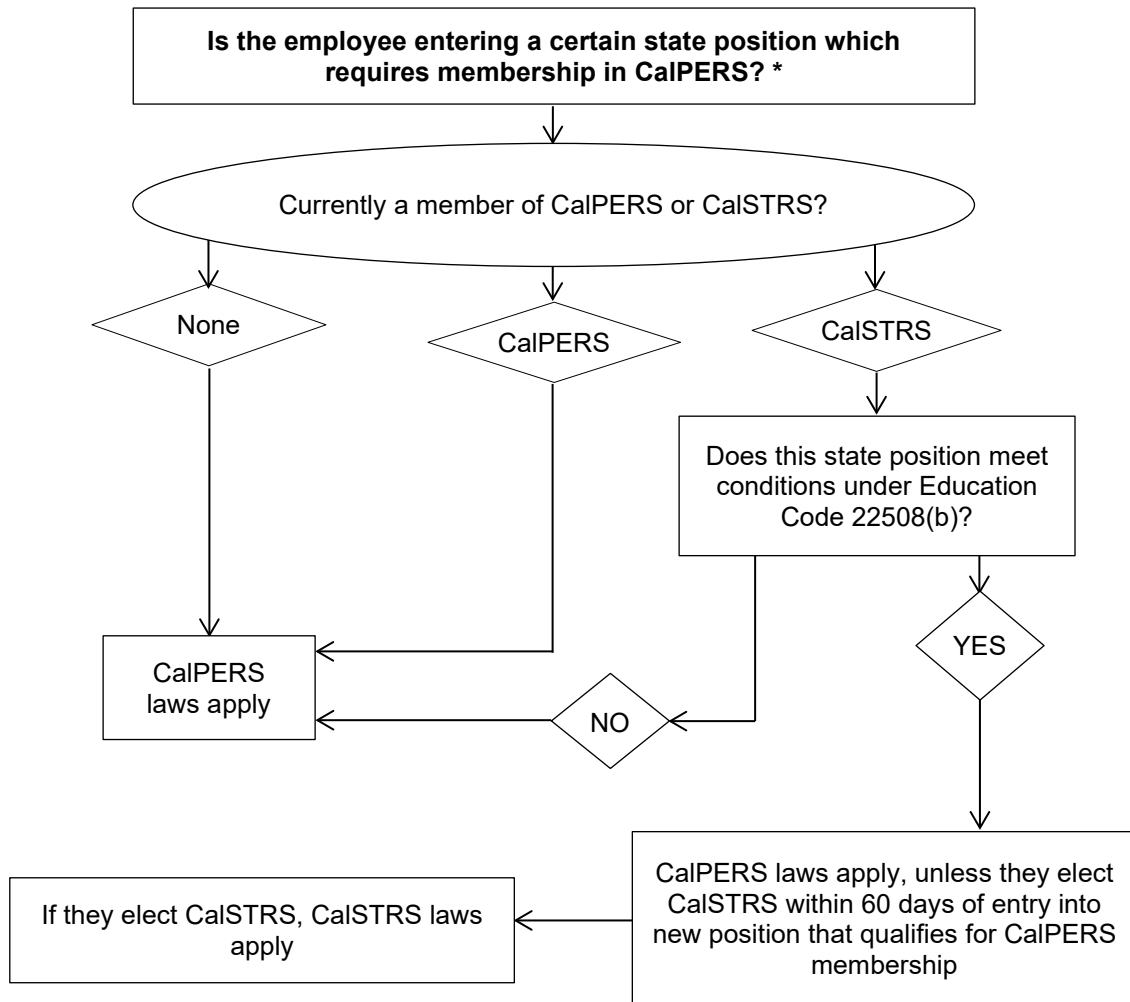 Is the employee entering a certain state position which
requires membership in CalPERS? *
Currently a member of CalPERS or CalSTRS?
None
CalPERS
CalSTRS
Does this state position meet
conditions under Education
Code 22508(b)?
YES
CalPERS
laws apply
NO
CalPERS laws apply, unless they elect
CalSTRS within 60 days of entry into
new position that qualifies for CalPERS
membership
If they elect CalSTRS, CalSTRS laws
apply